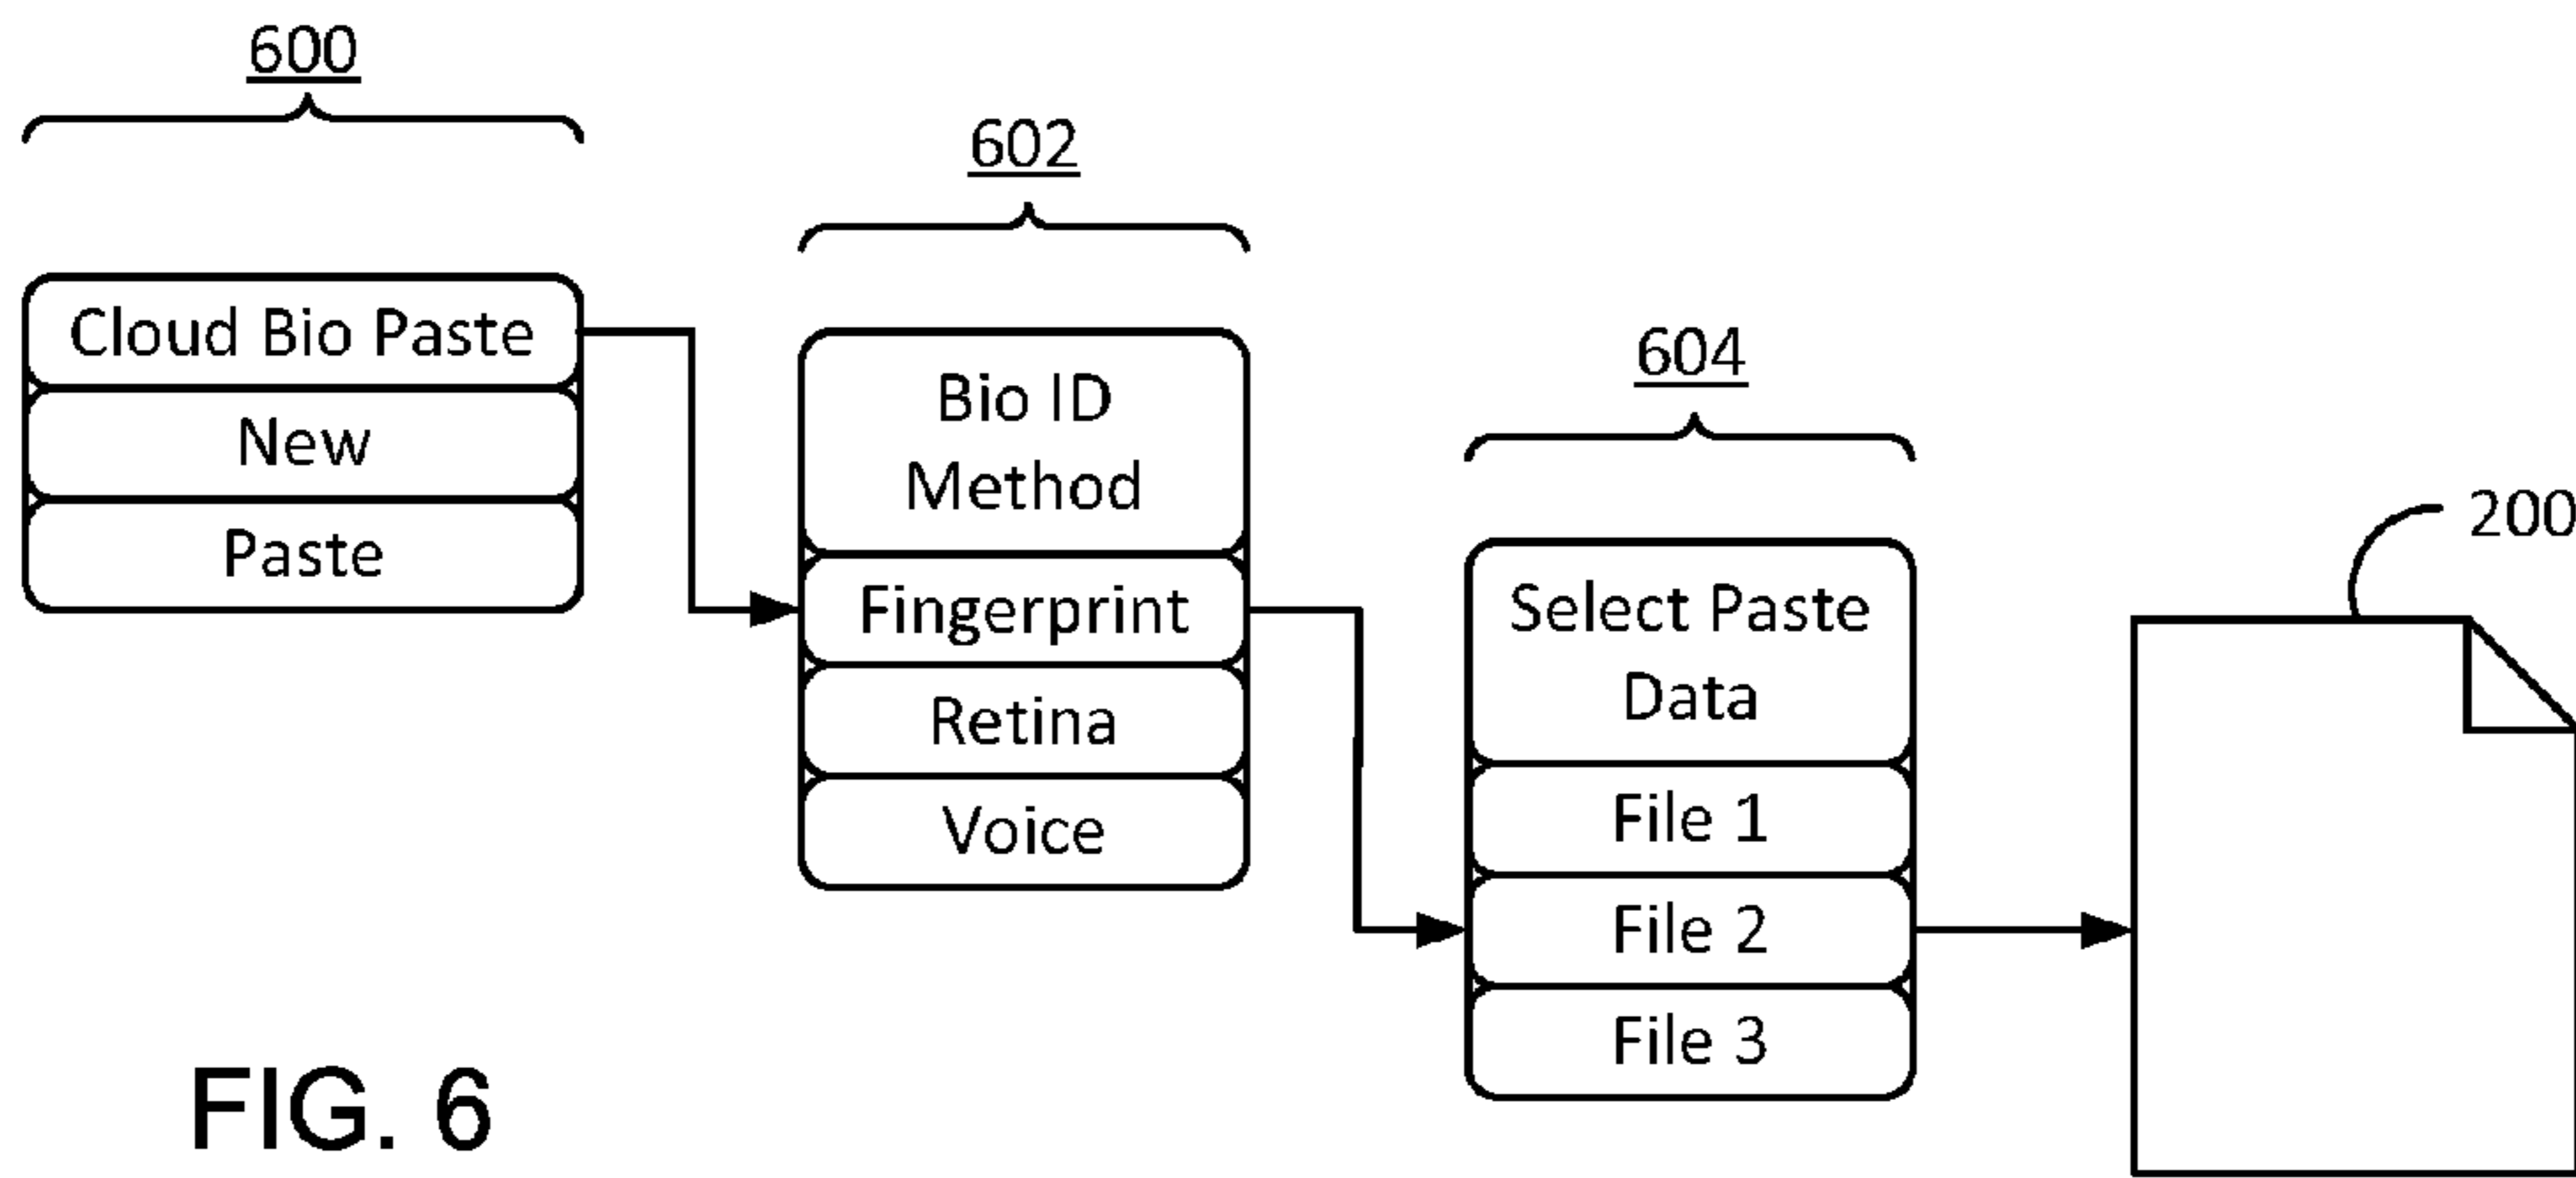 600
Cloud Bio Paste
New
Paste
602
Bio ID
Method
Fingerprint
Retina
Voice
604
Select Paste
Data
File 1
File 2
File 3
200
FIG. 6